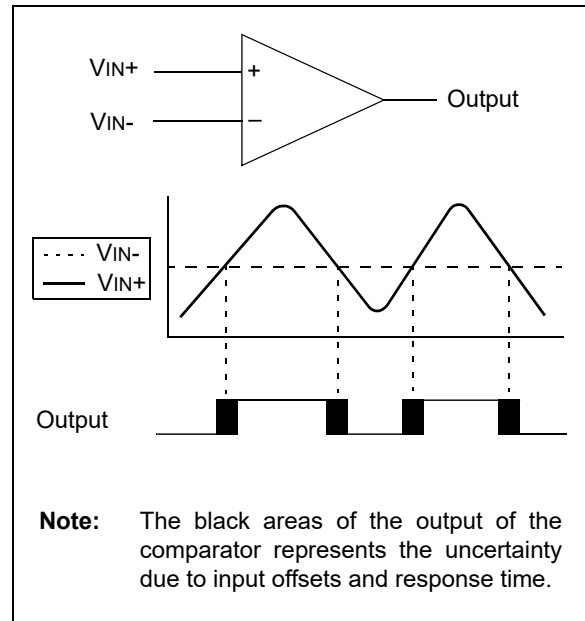 VIN+
+
Output
VIN-
–
VIN-
VIN+
Output
Note: The black areas of the output of the
comparator represents the uncertainty
due to input offsets and response time.